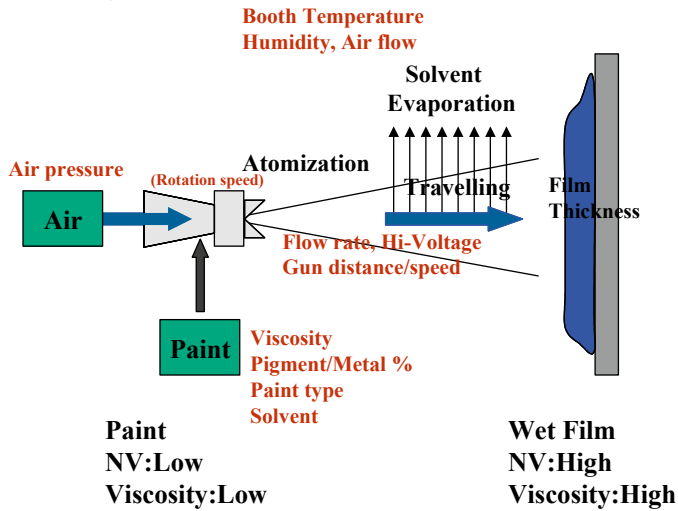 Booth Temperature
Humidity, Air flow
Solvent
Evaporation
Air pressure
(Rotation speed)
Atomization
Travelling
Film
Thickness
Air
Flow rate, Hi-Voltage
Gun distance/speed
Paint
Viscosity
Pigment/Metal %
Paint type
Solvent
Paint
NV:Low
Viscosity:Low
Wet Film
NV:High
Viscosity:High